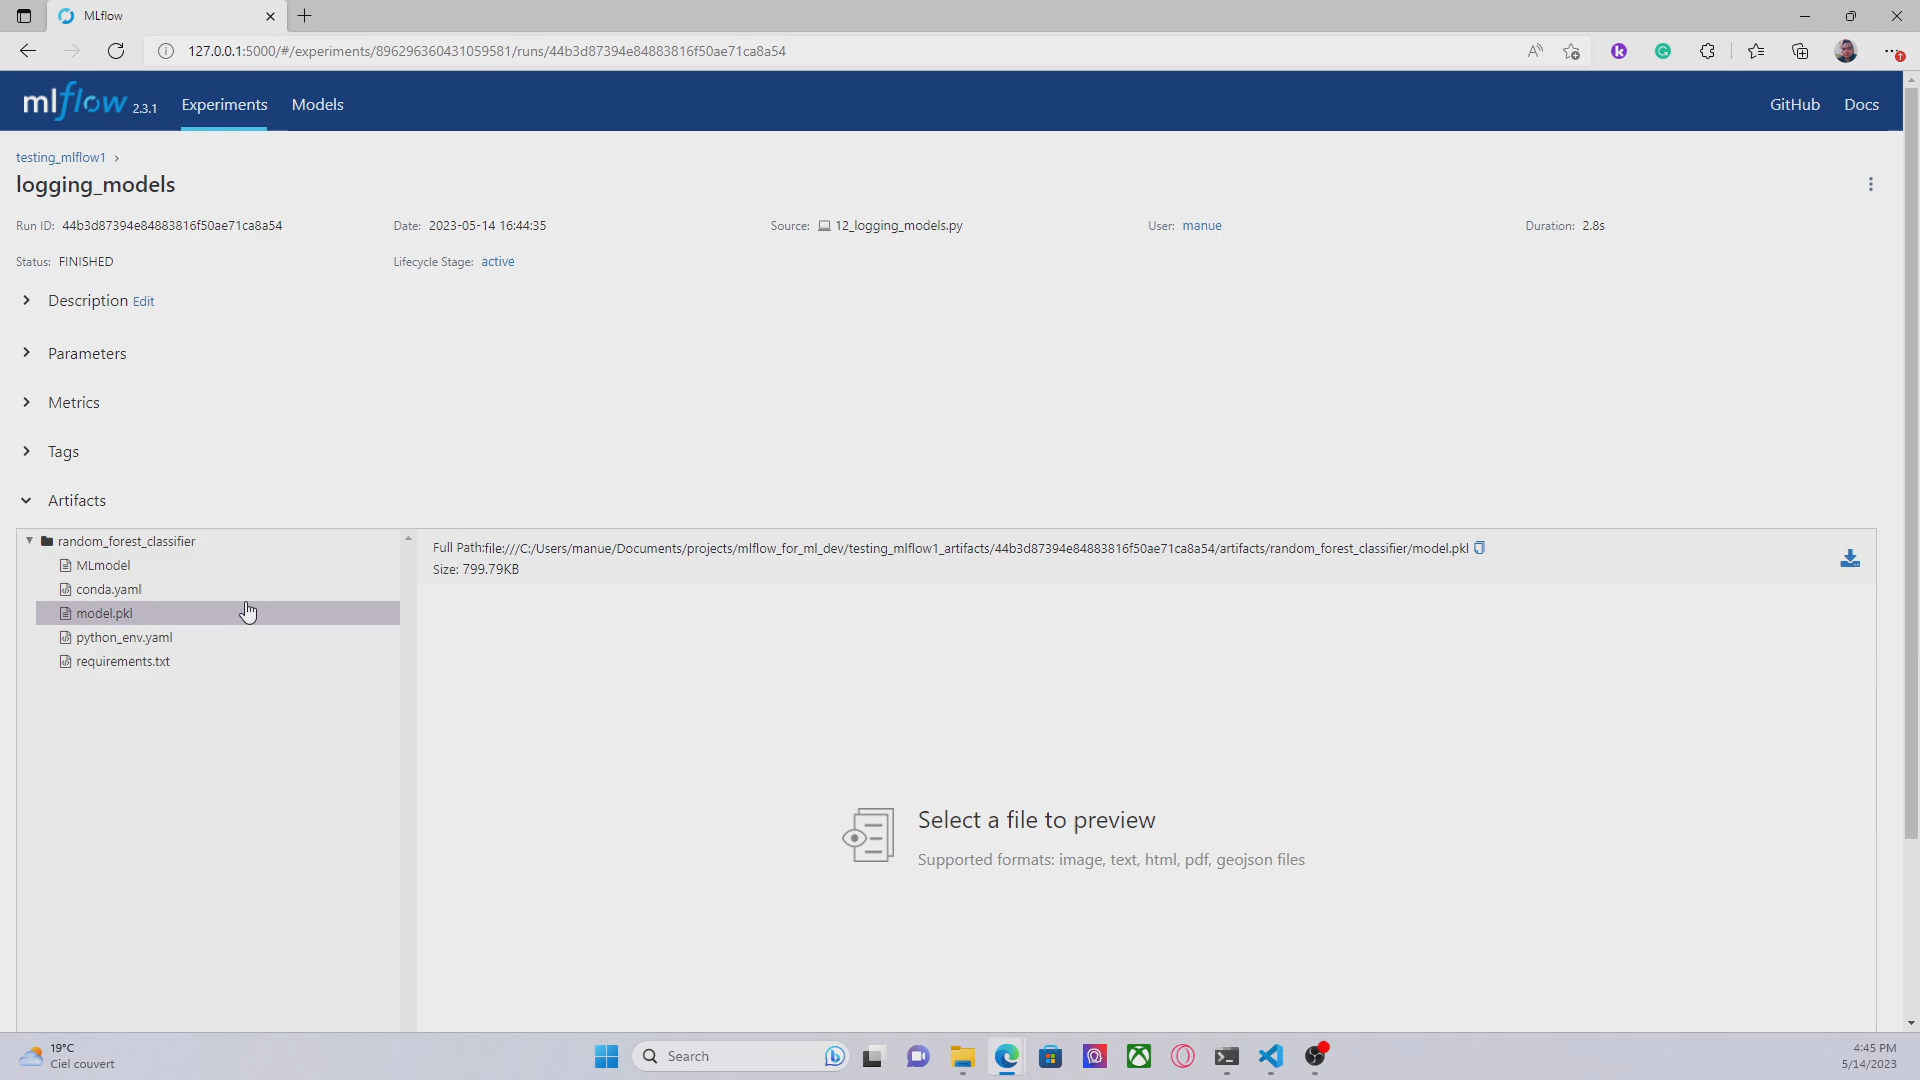 MLflow
127.0.0.1:5000/#/experiments/896296360431059581/runs/44b3d87394e84883816f50ae71ca8a54
mlflow 2.3.1 Experiments Models GitHub Docs
testing_mlflow1 >
logging_models
Run ID: 44b3d87394e84883816f50ae71ca8a54 Date: 2023-05-14 16:44:35 Source: 12_logging_models.py User: manue Duration: 2.8s
Status: FINISHED Lifecycle Stage: active
Description Edit
Parameters
Metrics
Tags
Artifacts
random_forest_classifier
MLmodel
conda.yaml
model.pkl
python_env.yaml
requirements.txt
Full Path:file:///C:/Users/manue/Documents/projects/mlflow_for_ml_dev/testing_mlflow1_artifacts/44b3d87394e84883816f50ae71ca8a54/artifacts/random_forest_classifier/model.pkl
Size: 799.79KB
Select a file to preview
Supported formats: image, text, html, pdf, geojson files
19°C
Ciel couvert
Search
4:45 PM
5/14/2023